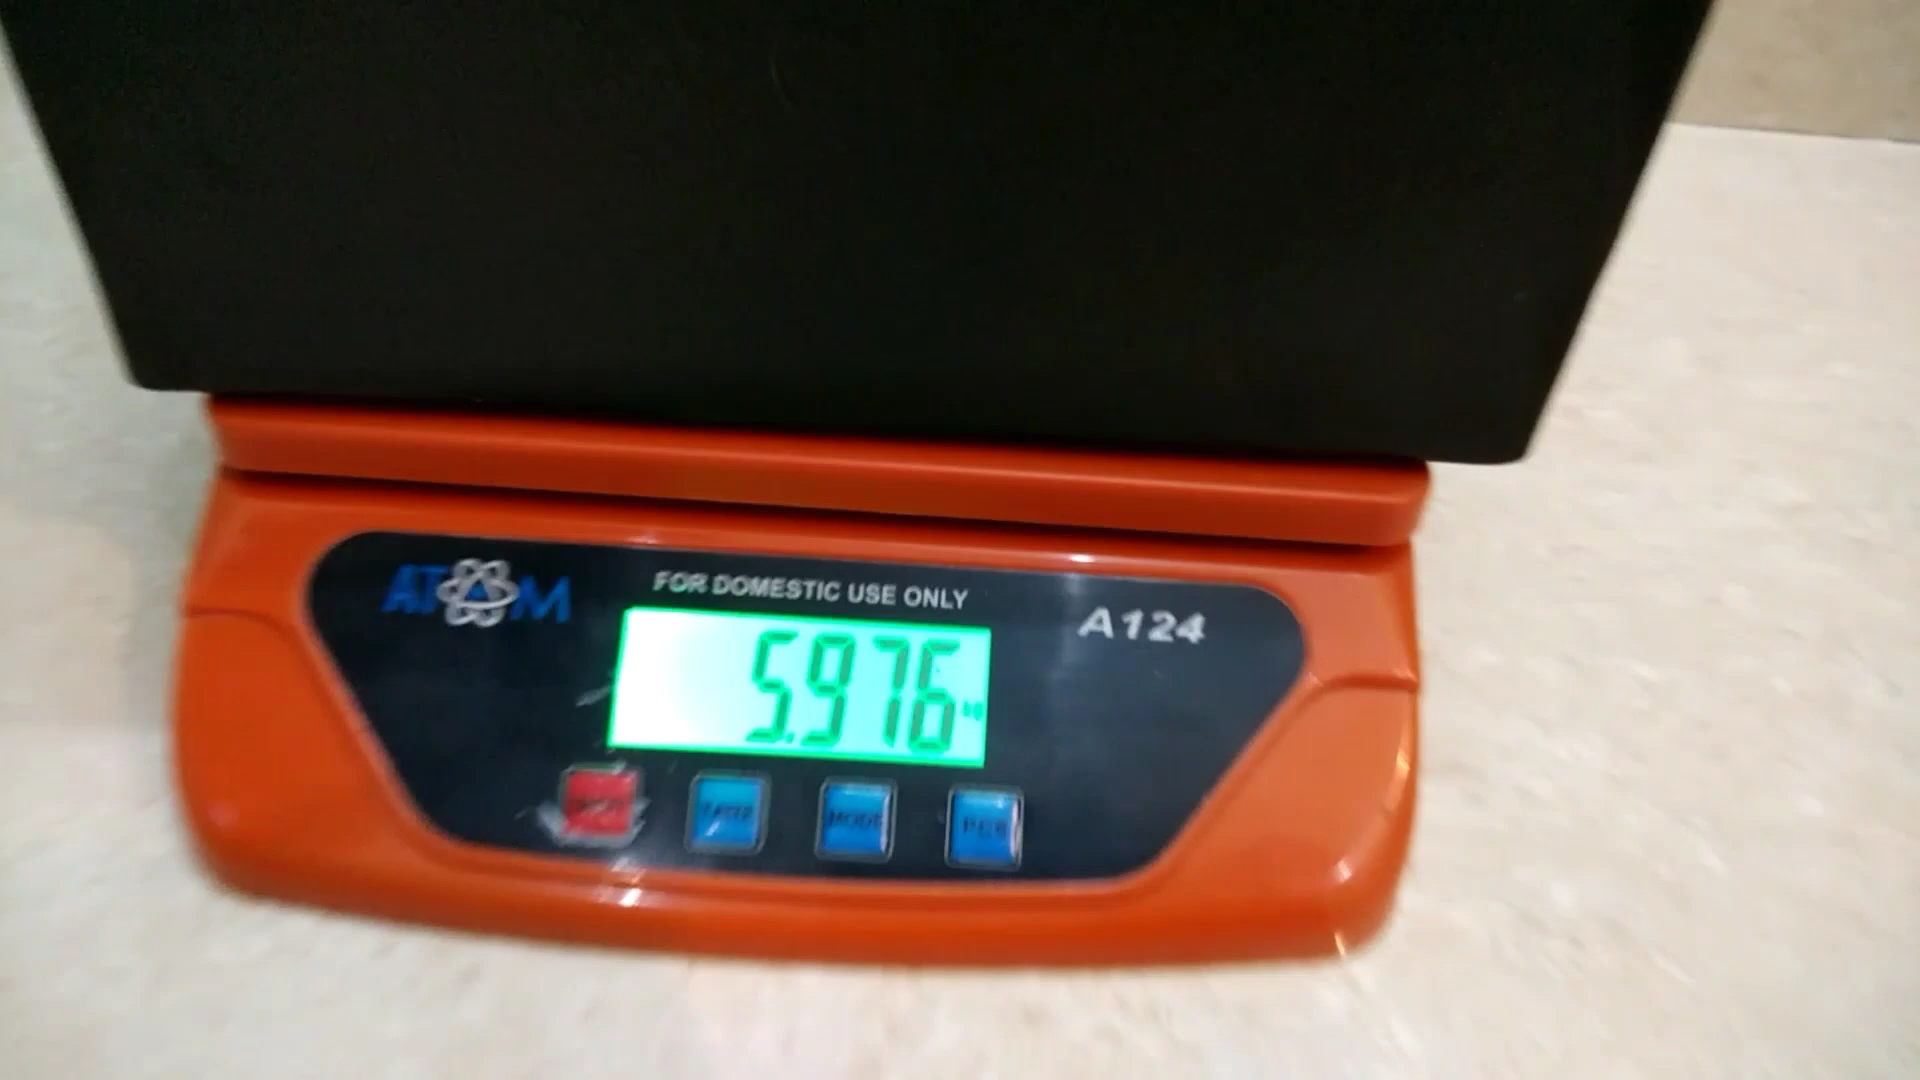 ATOM
FOR DOMESTIC USE ONLY
A124
5.976
TARE
MODE
PCS